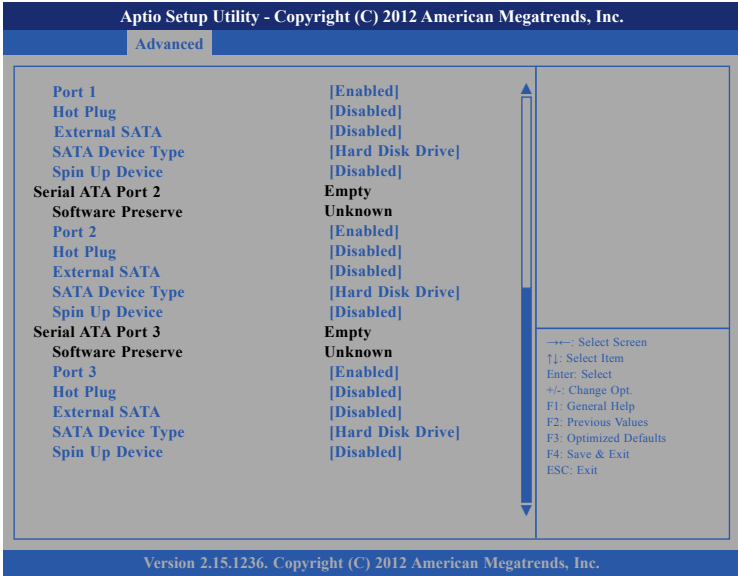 Aptio Setup Utility - Copyright (C) 2012 American Megatrends, Inc.
Advanced
Port 1 [Enabled]
Hot Plug [Disabled]
External SATA [Disabled]
SATA Device Type [Hard Disk Drive]
Spin Up Device [Disabled]
Serial ATA Port 2 Empty
Software Preserve Unknown
Port 2 [Enabled]
Hot Plug [Disabled]
External SATA [Disabled]
SATA Device Type [Hard Disk Drive]
Spin Up Device [Disabled]
Serial ATA Port 3 Empty
Software Preserve Unknown
Port 3 [Enabled]
Hot Plug [Disabled]
External SATA [Disabled]
SATA Device Type [Hard Disk Drive]
Spin Up Device [Disabled]
→←: Select Screen
↑↓: Select Item
Enter: Select
+/-: Change Opt.
F1: General Help
F2: Previous Values
F3: Optimized Defaults
F4: Save & Exit
ESC: Exit
Version 2.15.1236. Copyright (C) 2012 American Megatrends, Inc.